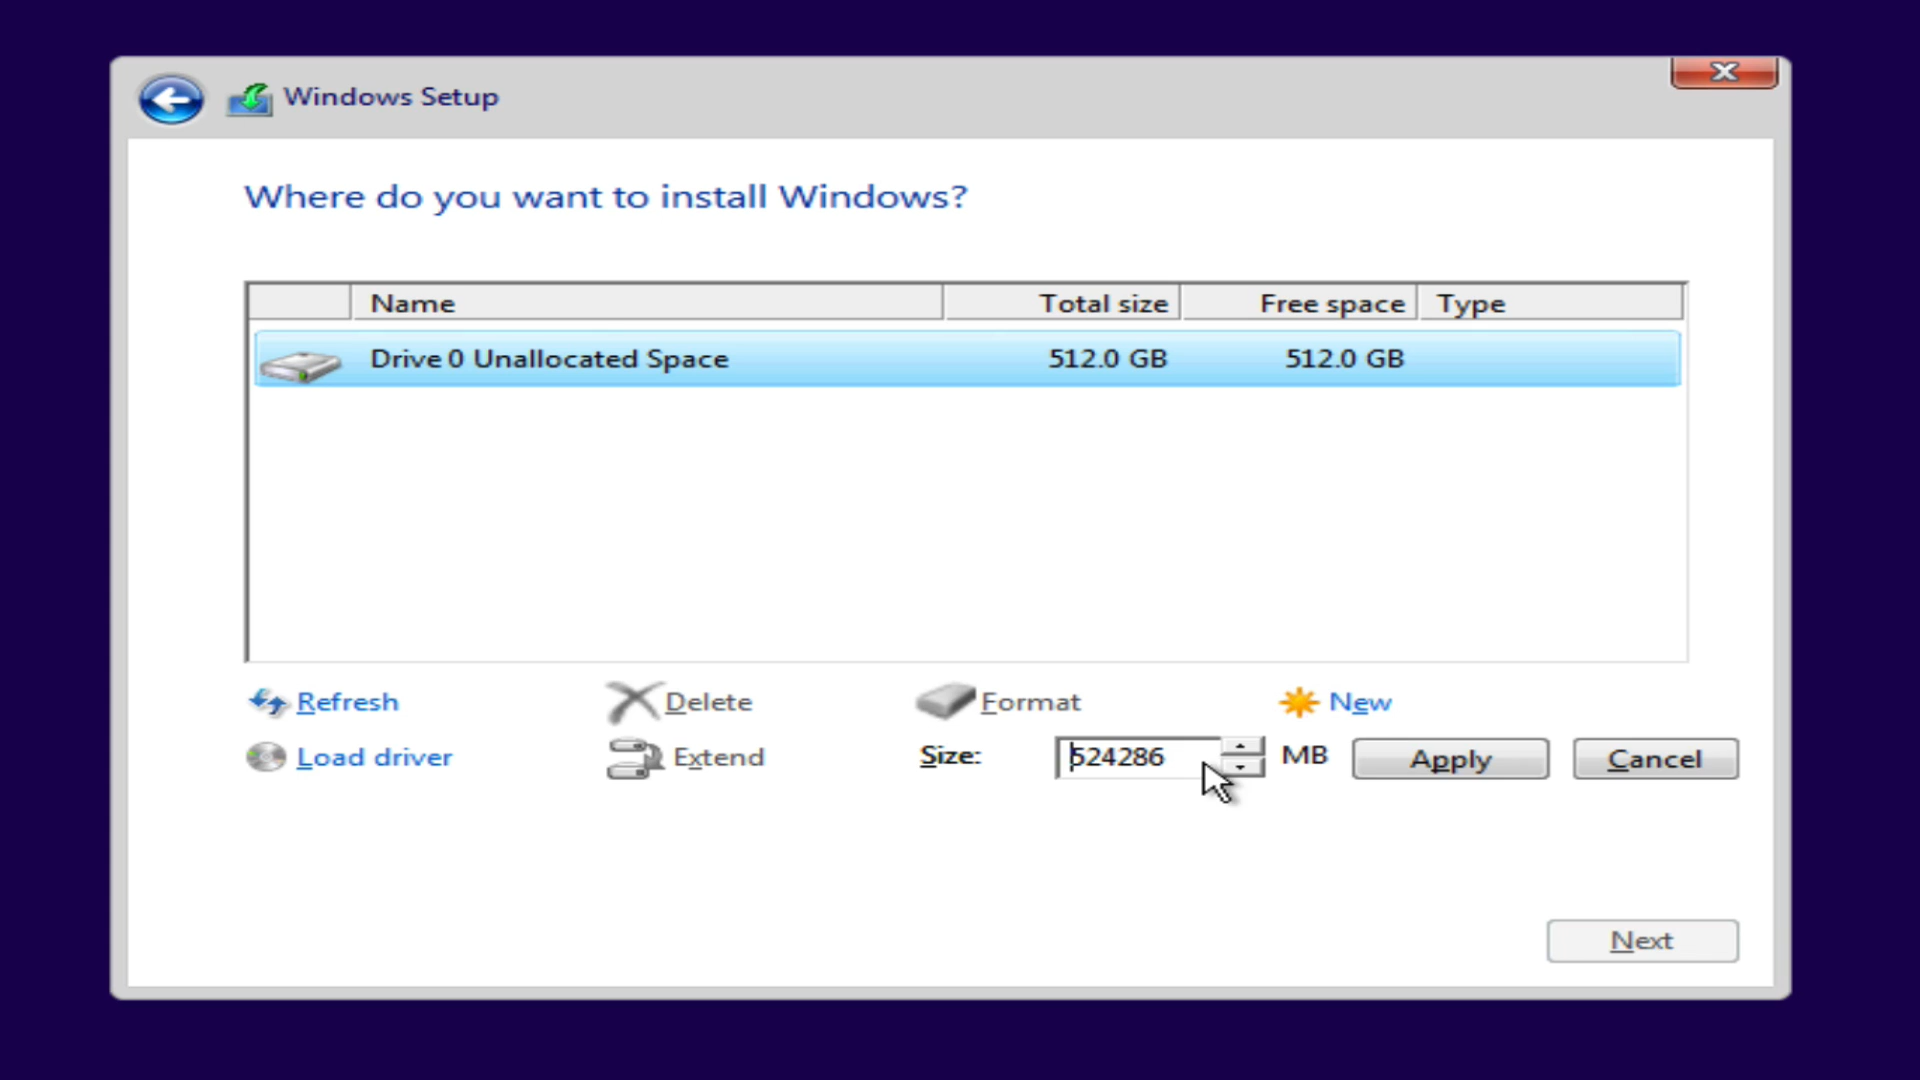 Windows Setup
Where do you want to install Windows?
Name Total size Free space Type
Drive 0 Unallocated Space 512.0 GB 512.0 GB
Refresh Delete Format New
Load driver Extend Size: 524286 MB Apply Cancel
Next